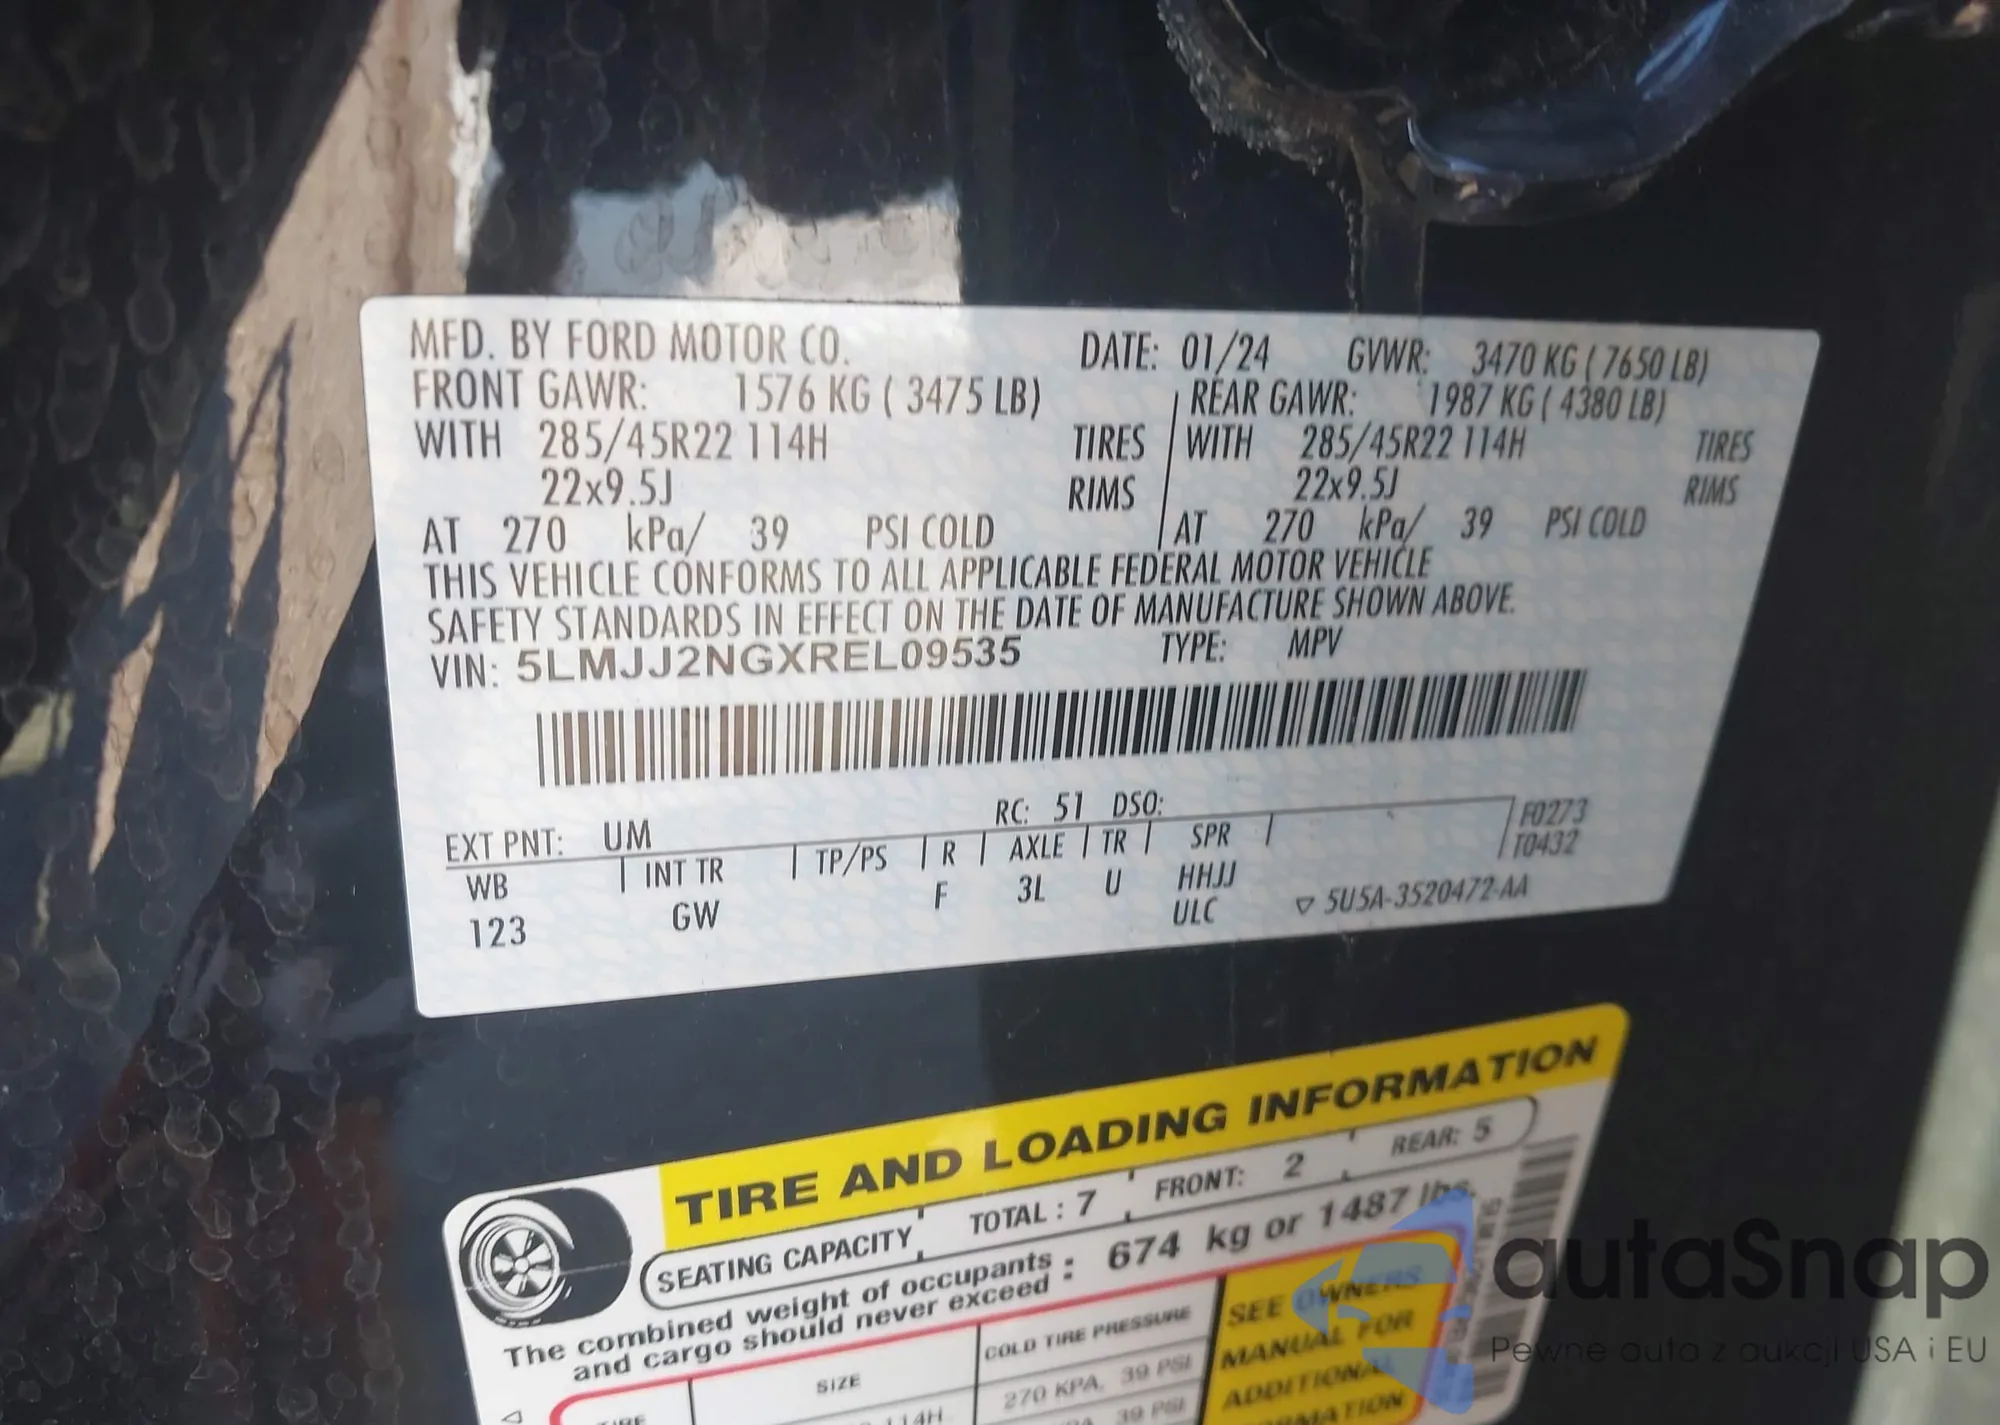 MFD. BY FORD MOTOR CO. DATE: 01/24 GVWR: 3470 KG ( 7650 LB)
FRONT GAWR: 1576 KG ( 3475 LB) REAR GAWR: 1987 KG ( 4380 LB)
WITH 285/45R22 114H TIRES WITH 285/45R22 114H TIRES
22x9.5J RIMS 22x9.5J RIMS
AT 270 kPa/ 39 PSI COLD AT 270 kPa/ 39 PSI COLD
THIS VEHICLE CONFORMS TO ALL APPLICABLE FEDERAL MOTOR VEHICLE
SAFETY STANDARDS IN EFFECT ON THE DATE OF MANUFACTURE SHOWN ABOVE.
VIN: 5LMJJ2NGXREL09535 TYPE: MPV
EXT PNT: UM RC: 51 DSO: F0273
WB INT TR TP/PS R AXLE TR SPR T0432
123 GW F 3L U HHJJ
ULC ▽ 5U5A-3520472-AA
TIRE AND LOADING INFORMATION
SEATING CAPACITY TOTAL : 7 FRONT: 2 REAR: 5
The combined weight of occupants : 674 kg or 1487 lbs.
and cargo should never exceed
TIRE SIZE COLD TIRE PRESSURE SEE OWNERS
MANUAL FOR
114H 270 KPA, 39 PSI ADDITIONAL
39 PSI INFORMATION
autaSnap
Pewne auta z aukcji USA i EU